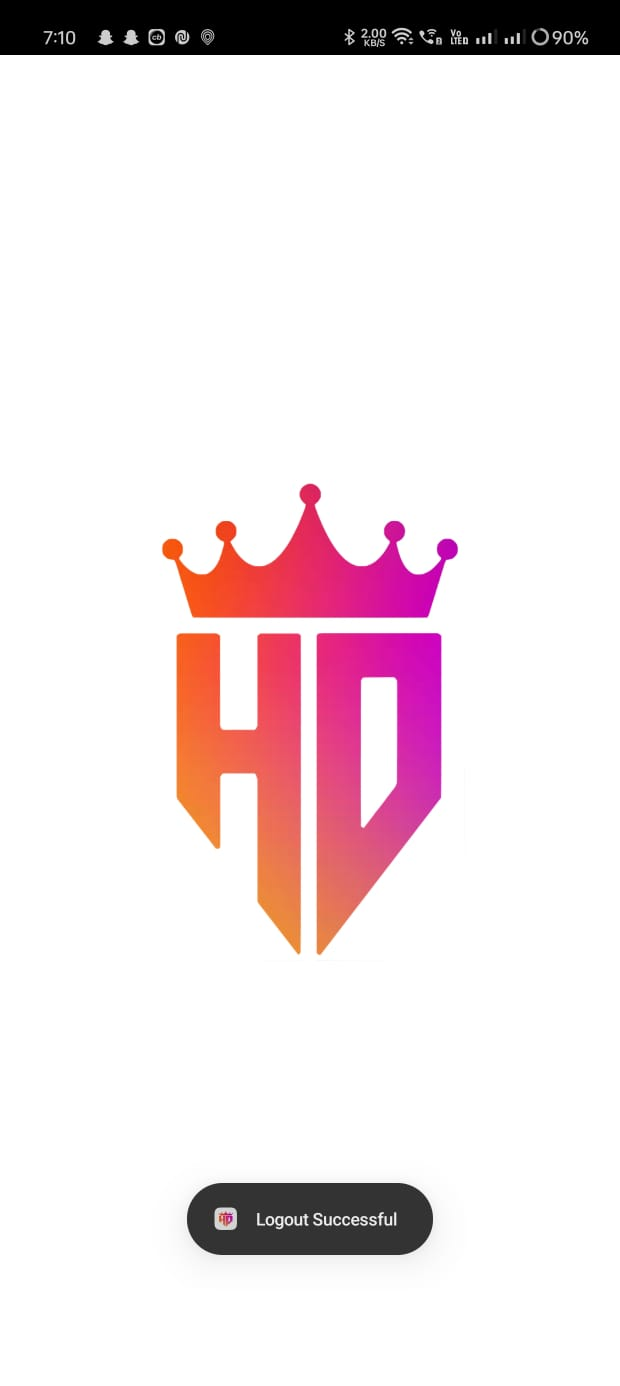 7:10
2.00
KB/S
Vo
LTE
90%
HD
Logout Successful